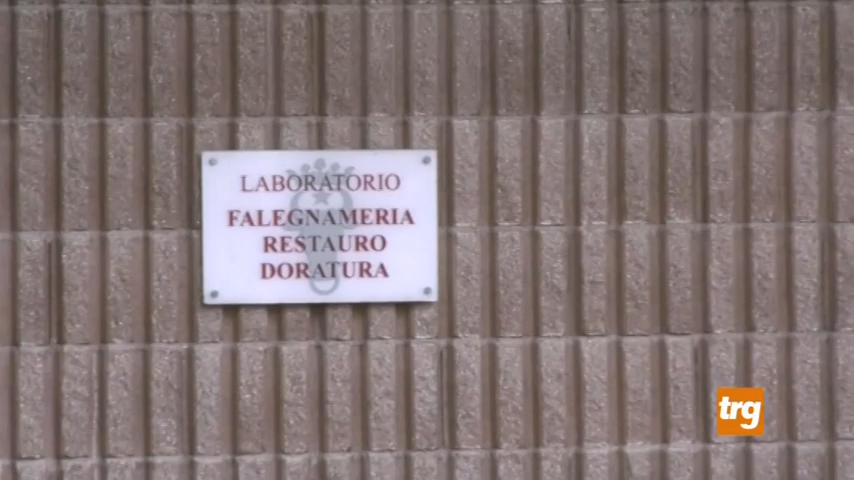 LABORATORIO
FALEGNAMERIA
RESTAURO
DORATURA
trg